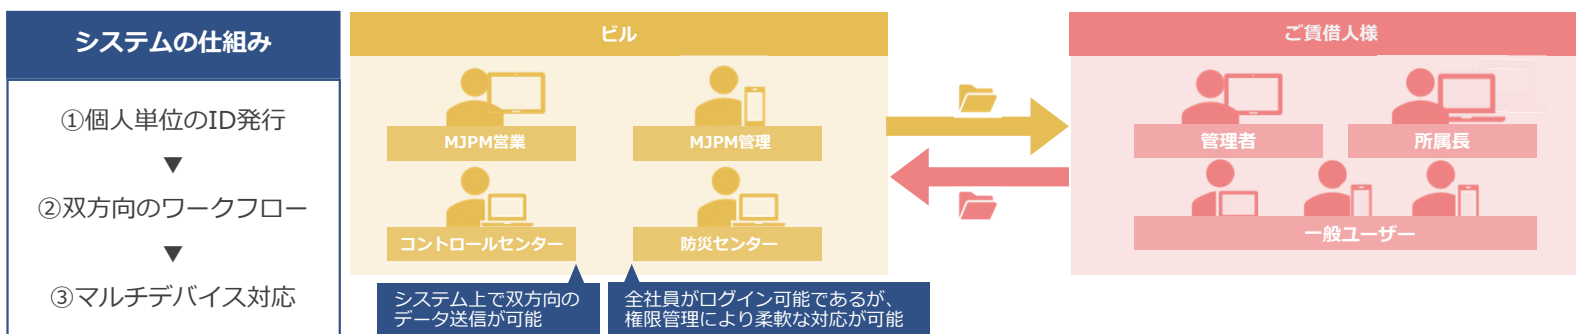 システムの仕組み
①個人単位のID発行
▼
②双方向のワークフロー
▼
③マルチデバイス対応
ビル
MJPM営業
MJPM管理
コントロールセンター
防災センター
システム上で双方向の
データ送信が可能
全社員がログイン可能であるが、
権限管理により柔軟な対応が可能
ご賃借人様
管理者
所属長
一般ユーザー